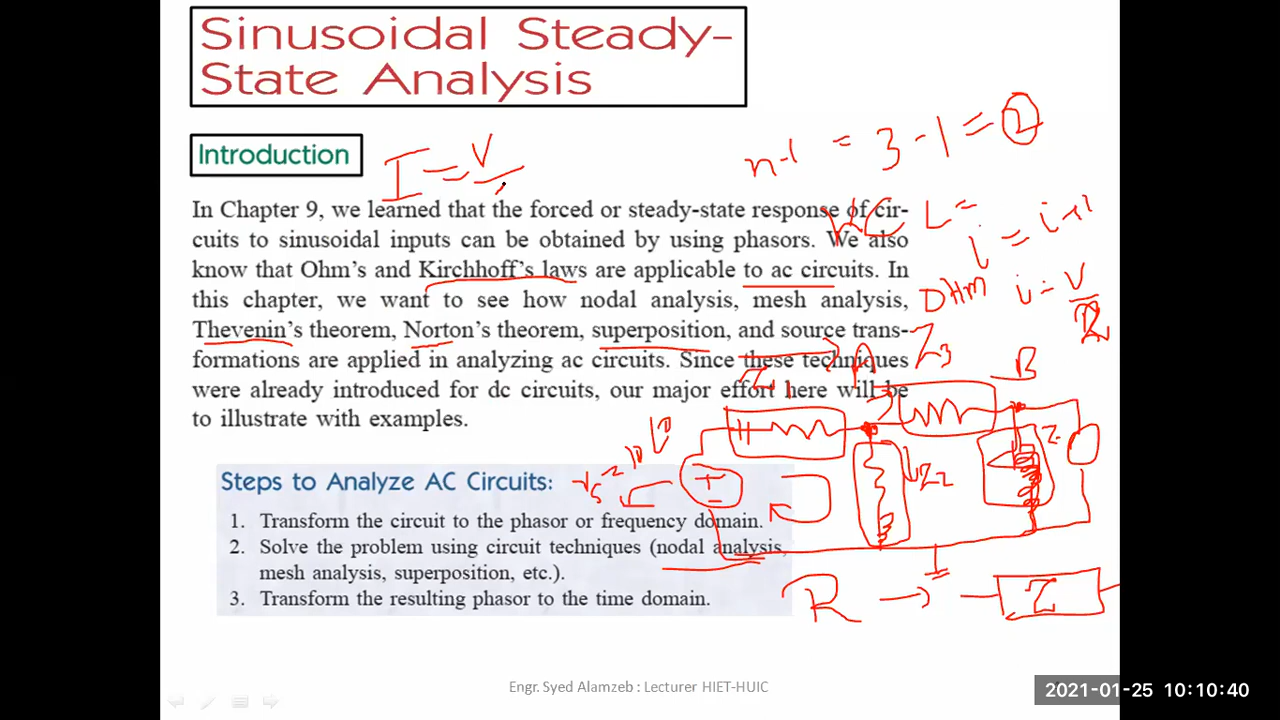 Sinusoidal Steady-
State Analysis
Introduction
I = V
n-1 = 3 - 1 = 2
In Chapter 9, we learned that the forced or steady-state response of cir-
cuits to sinusoidal inputs can be obtained by using phasors. We also
know that Ohm's and Kirchhoff's laws are applicable to ac circuits. In
this chapter, we want to see how nodal analysis, mesh analysis,
Thevenin's theorem, Norton's theorem, superposition, and source trans-
formations are applied in analyzing ac circuits. Since these techniques
were already introduced for dc circuits, our major effort here will be
to illustrate with examples.
KCL =
OHM i = V
Z3
A
B
Z1
Z2
Steps to Analyze AC Circuits:
1. Transform the circuit to the phasor or frequency domain.
2. Solve the problem using circuit techniques (nodal analysis,
mesh analysis, superposition, etc.).
3. Transform the resulting phasor to the time domain.
R → Z
Engr. Syed Alamzeb : Lecturer HIET-HUIC
2021-01-25 10:10:40